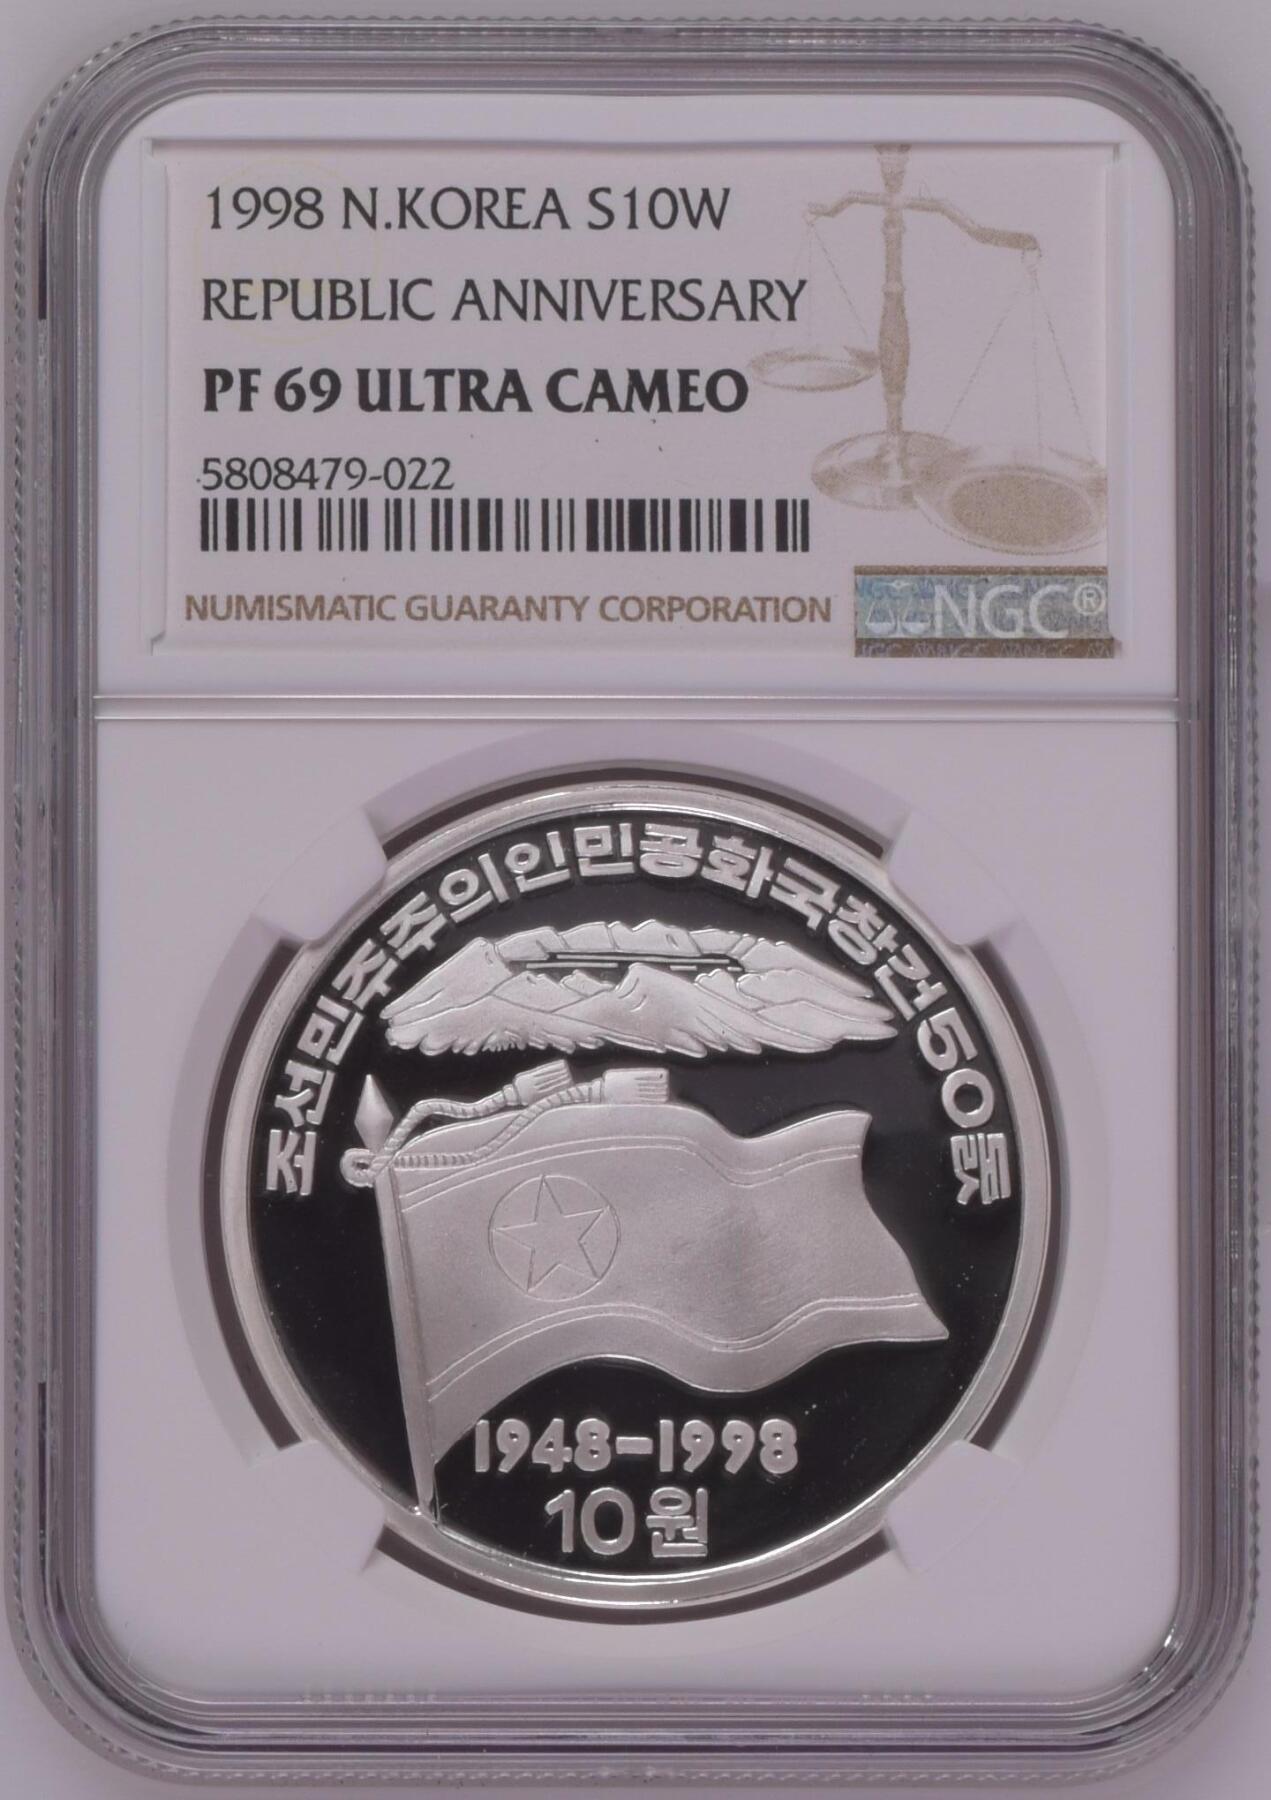 1998 N.KOREA S10W
REPUBLIC ANNIVERSARY
PF 69 ULTRA CAMEO
5808479-022
NUMISMATIC GUARANTY CORPORATION
NGC®
조선민주주의인민공화국창건50돐
1948-1998
10원